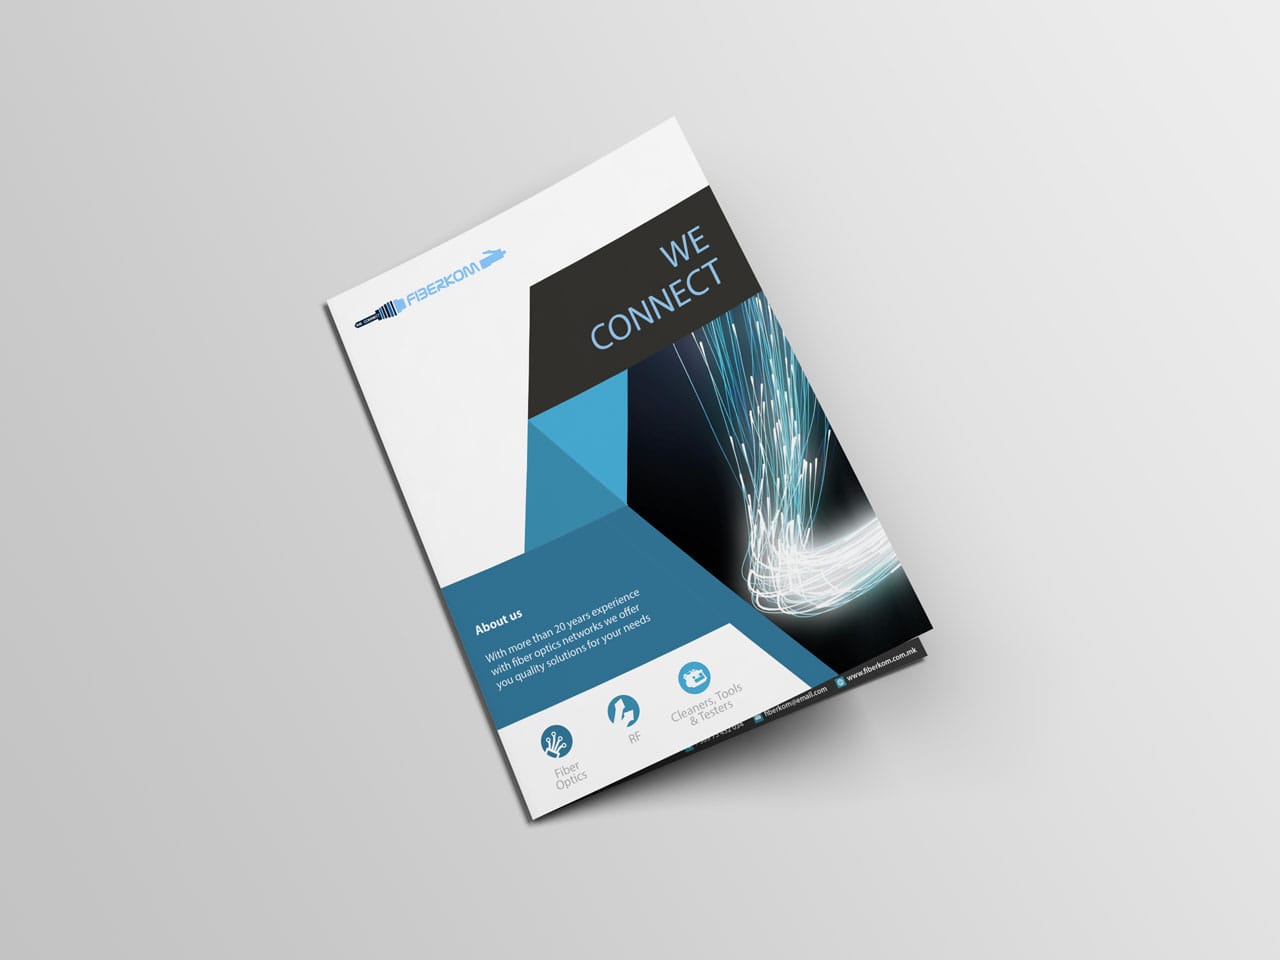 FIBERKOM
WE
CONNECT
About us
With more than 20 years experience
with fiber optics networks we offer
you quality solutions for your needs
Fiber
Optics
RF
Cleaners, Tools
& Testers
fiberkom@email.com
www.fiberkom.com.mk